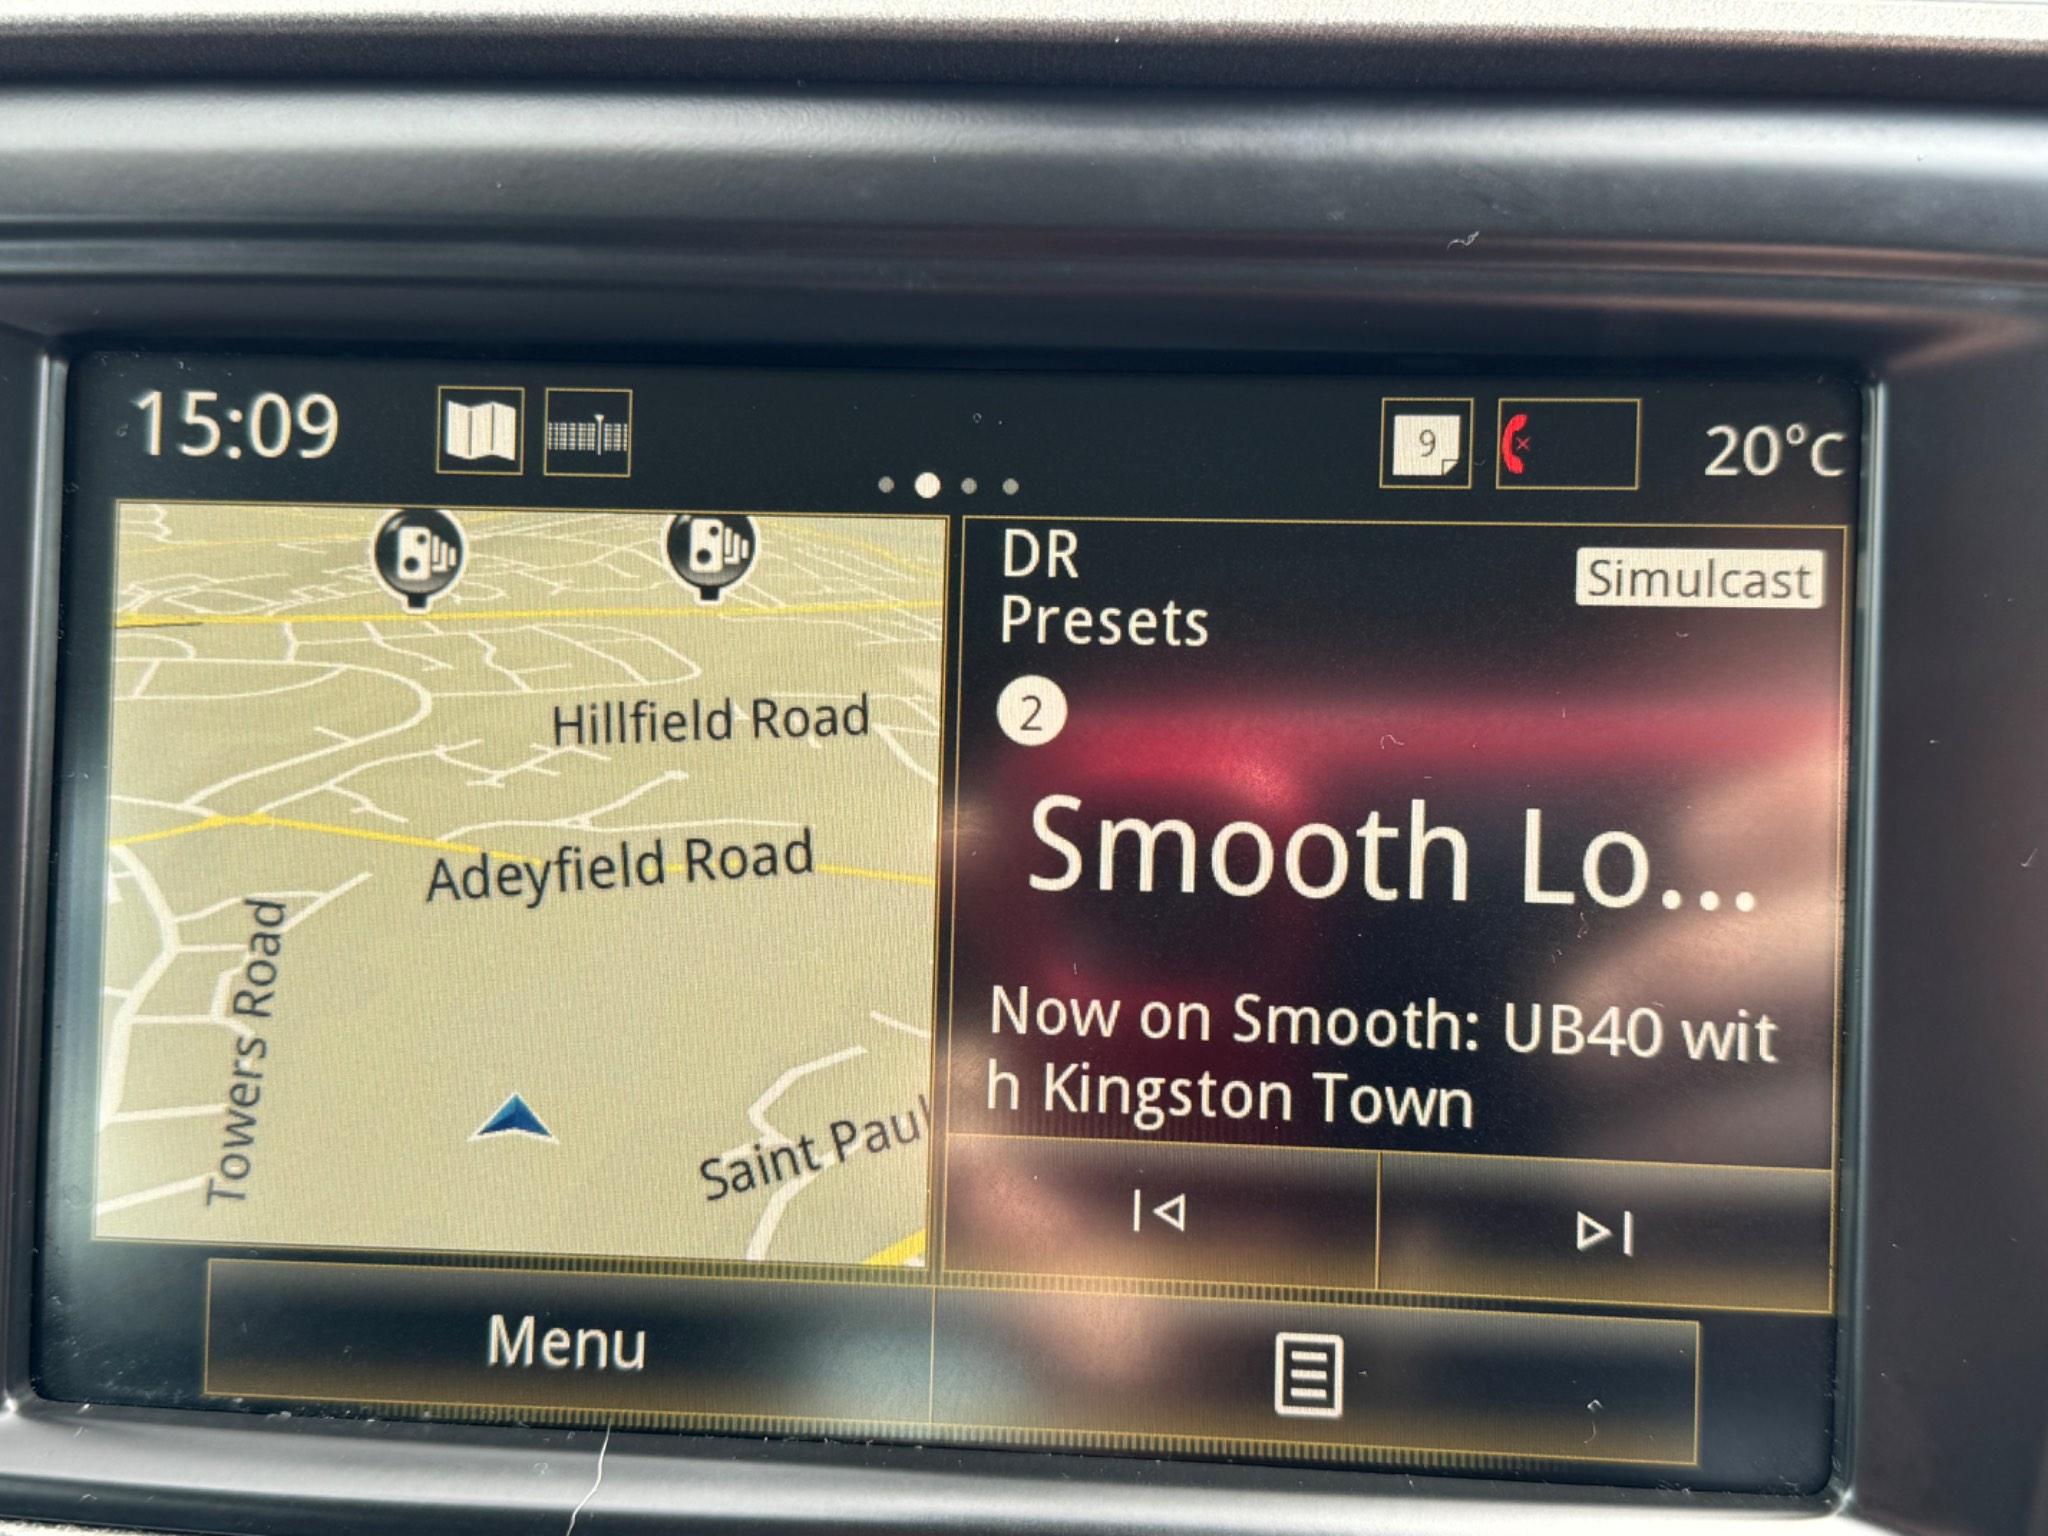 15:09
9
20°C
DR
Presets
Simulcast
2
Smooth Lo...
Now on Smooth: UB40 wit
h Kingston Town
Hillfield Road
Adeyfield Road
Towers Road
Saint Paul
Menu